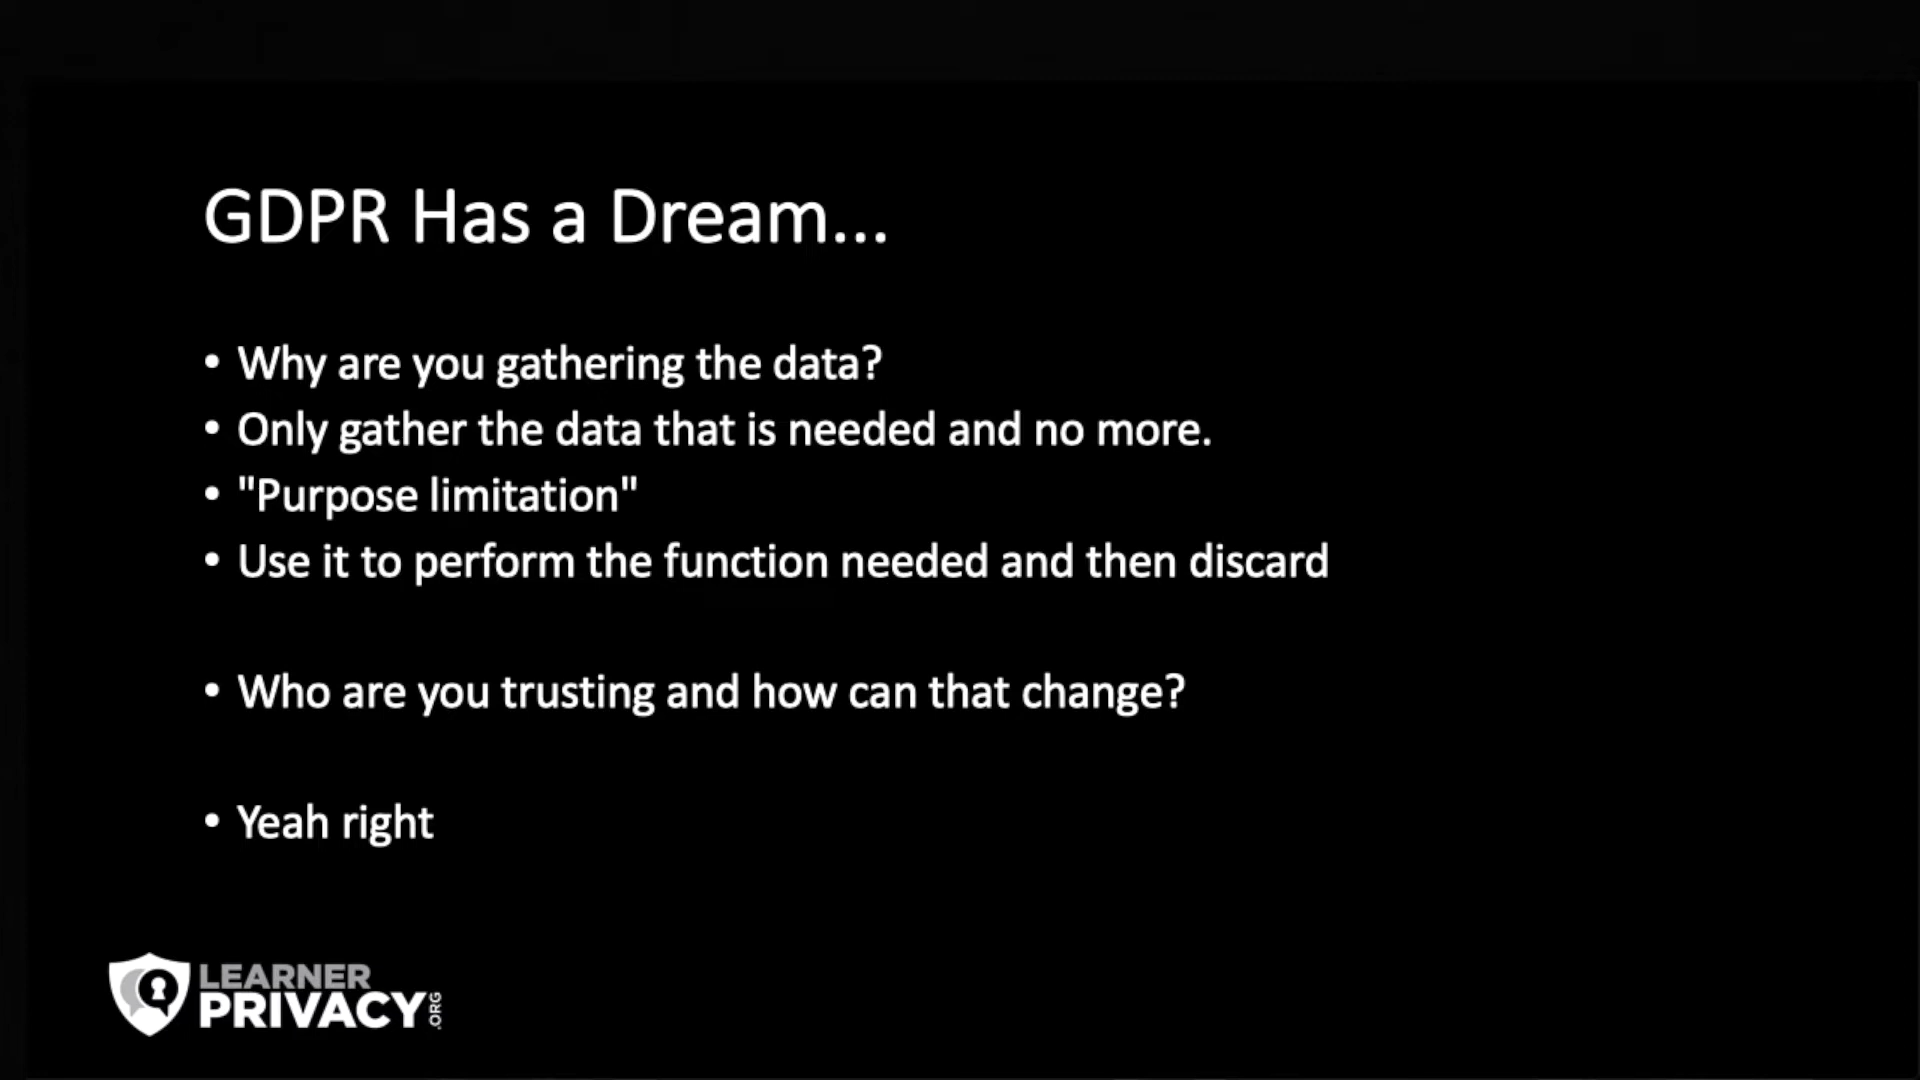 GDPR Has a Dream...
• Why are you gathering the data?
• Only gather the data that is needed and no more.
• "Purpose limitation"
• Use it to perform the function needed and then discard
• Who are you trusting and how can that change?
• Yeah right
LEARNER
PRIVACY.ORG